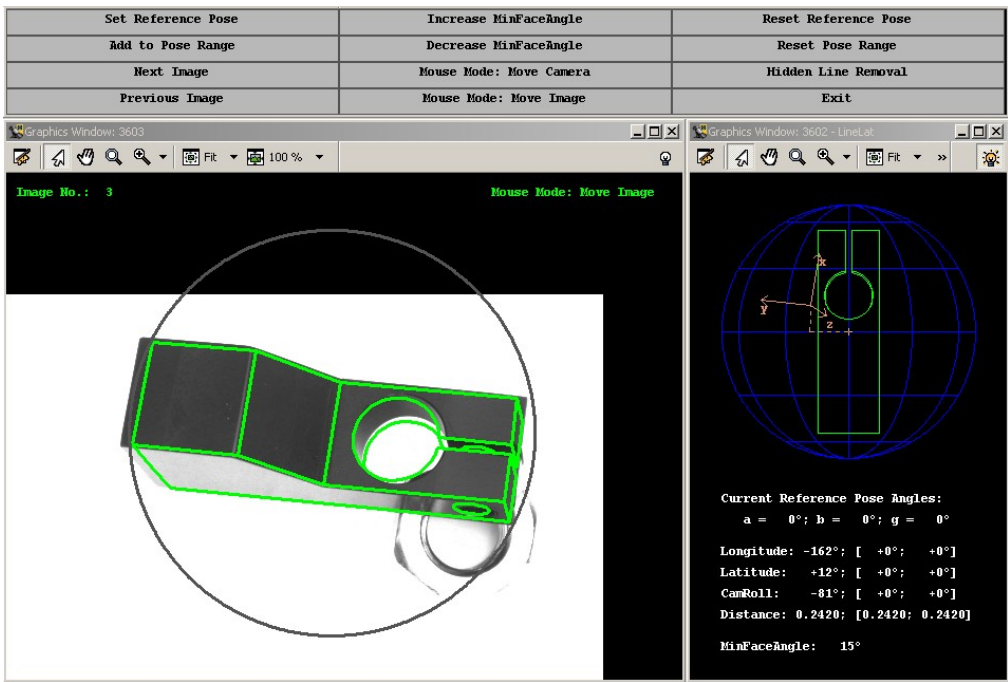 Set Reference Pose
Increase MinFaceAngle
Reset Reference Pose
Add to Pose Range
Decrease MinFaceAngle
Reset Pose Range
Next Image
Mouse Mode: Move Camera
Hidden Line Removal
Previous Image
Mouse Mode: Move Image
Exit
Graphics Window: 3603
Fit
100 %
Image No.: 3
Mouse Mode: Move Image
Graphics Window: 3602 - LineLat
Fit
»
x
y
z
Current Reference Pose Angles:
a = 0°; b = 0°; g = 0°
Longitude: -162°; [ +0°; +0°]
Latitude: +12°; [ +0°; +0°]
CamRoll: -81°; [ +0°; +0°]
Distance: 0.2420; [0.2420; 0.2420]
MinFaceAngle: 15°